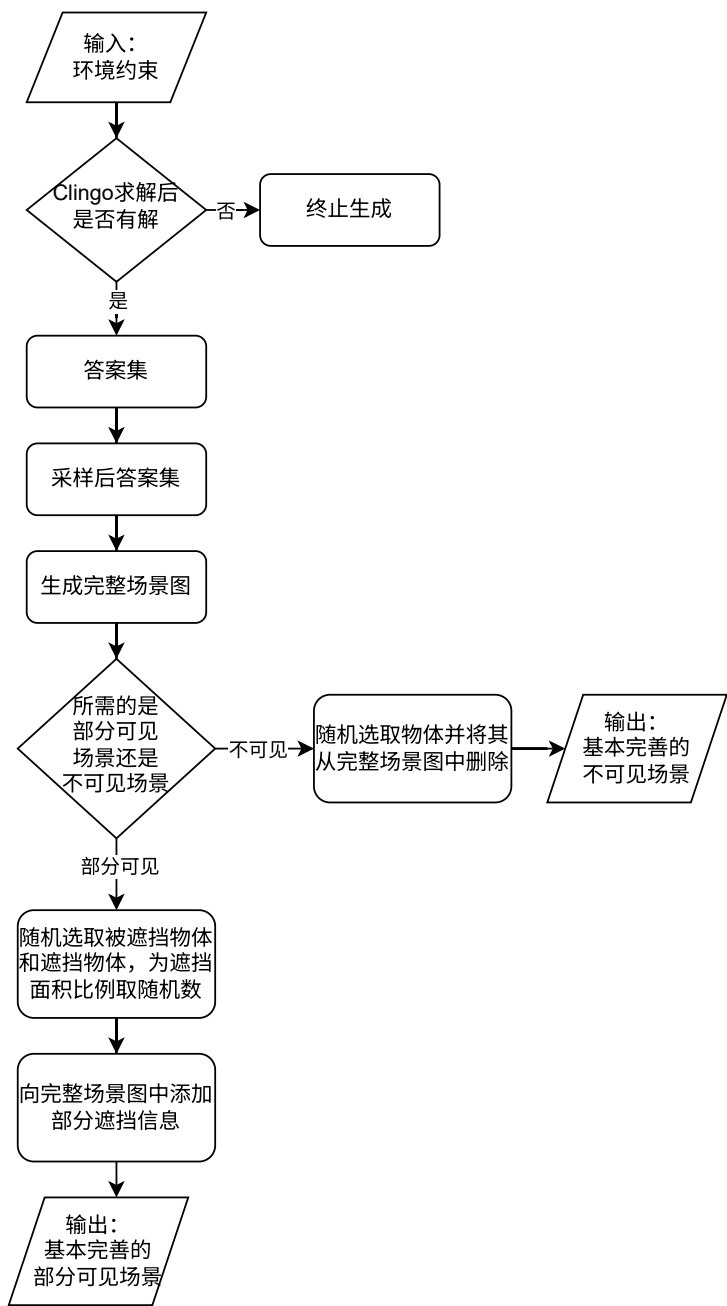 输入：
环境约束
Clingo求解后
是否有解
否
终止生成
是
答案集
采样后答案集
生成完整场景图
所需的是
部分可见
场景还是
不可见场景
不可见
随机选取物体并将其
从完整场景图中删除
输出：
基本完善的
不可见场景
部分可见
随机选取被遮挡物体
和遮挡物体，为遮挡
面积比例取随机数
向完整场景图中添加
部分遮挡信息
输出：
基本完善的
部分可见场景